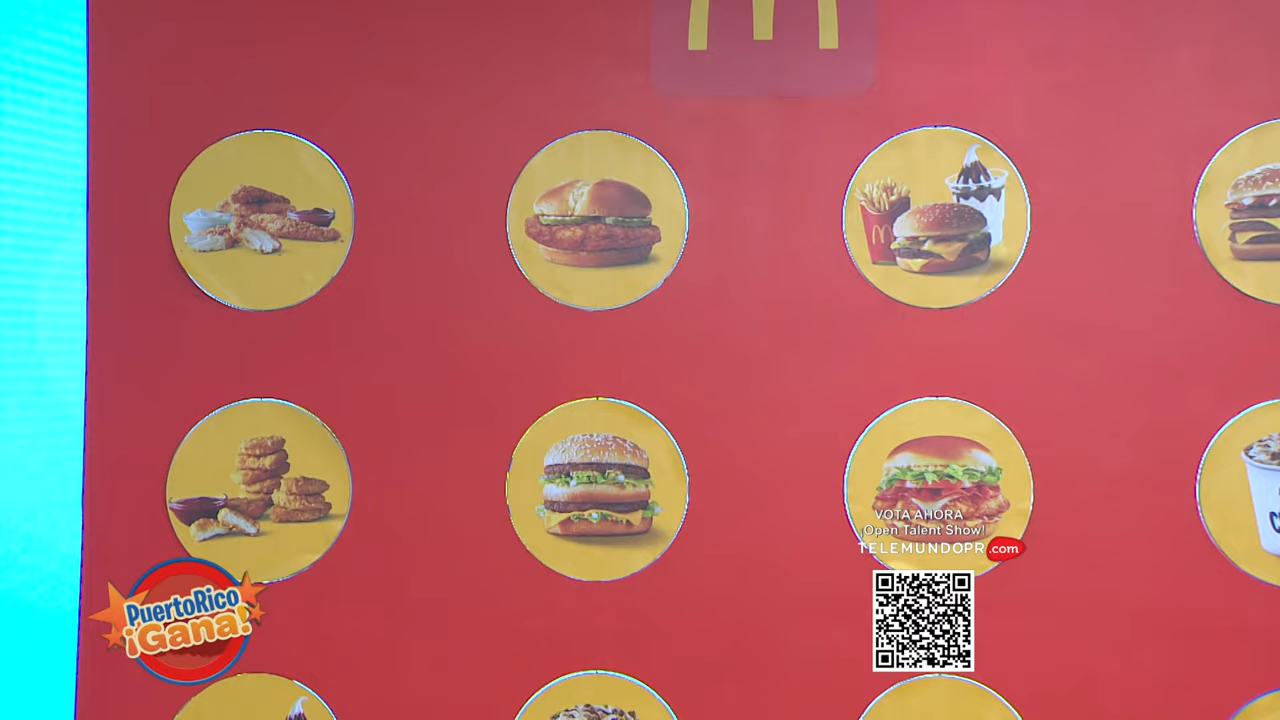 VOTA AHORA
¡Open Talent Show!
TELEMUNDOPR.com
PuertoRico
¡Gana!